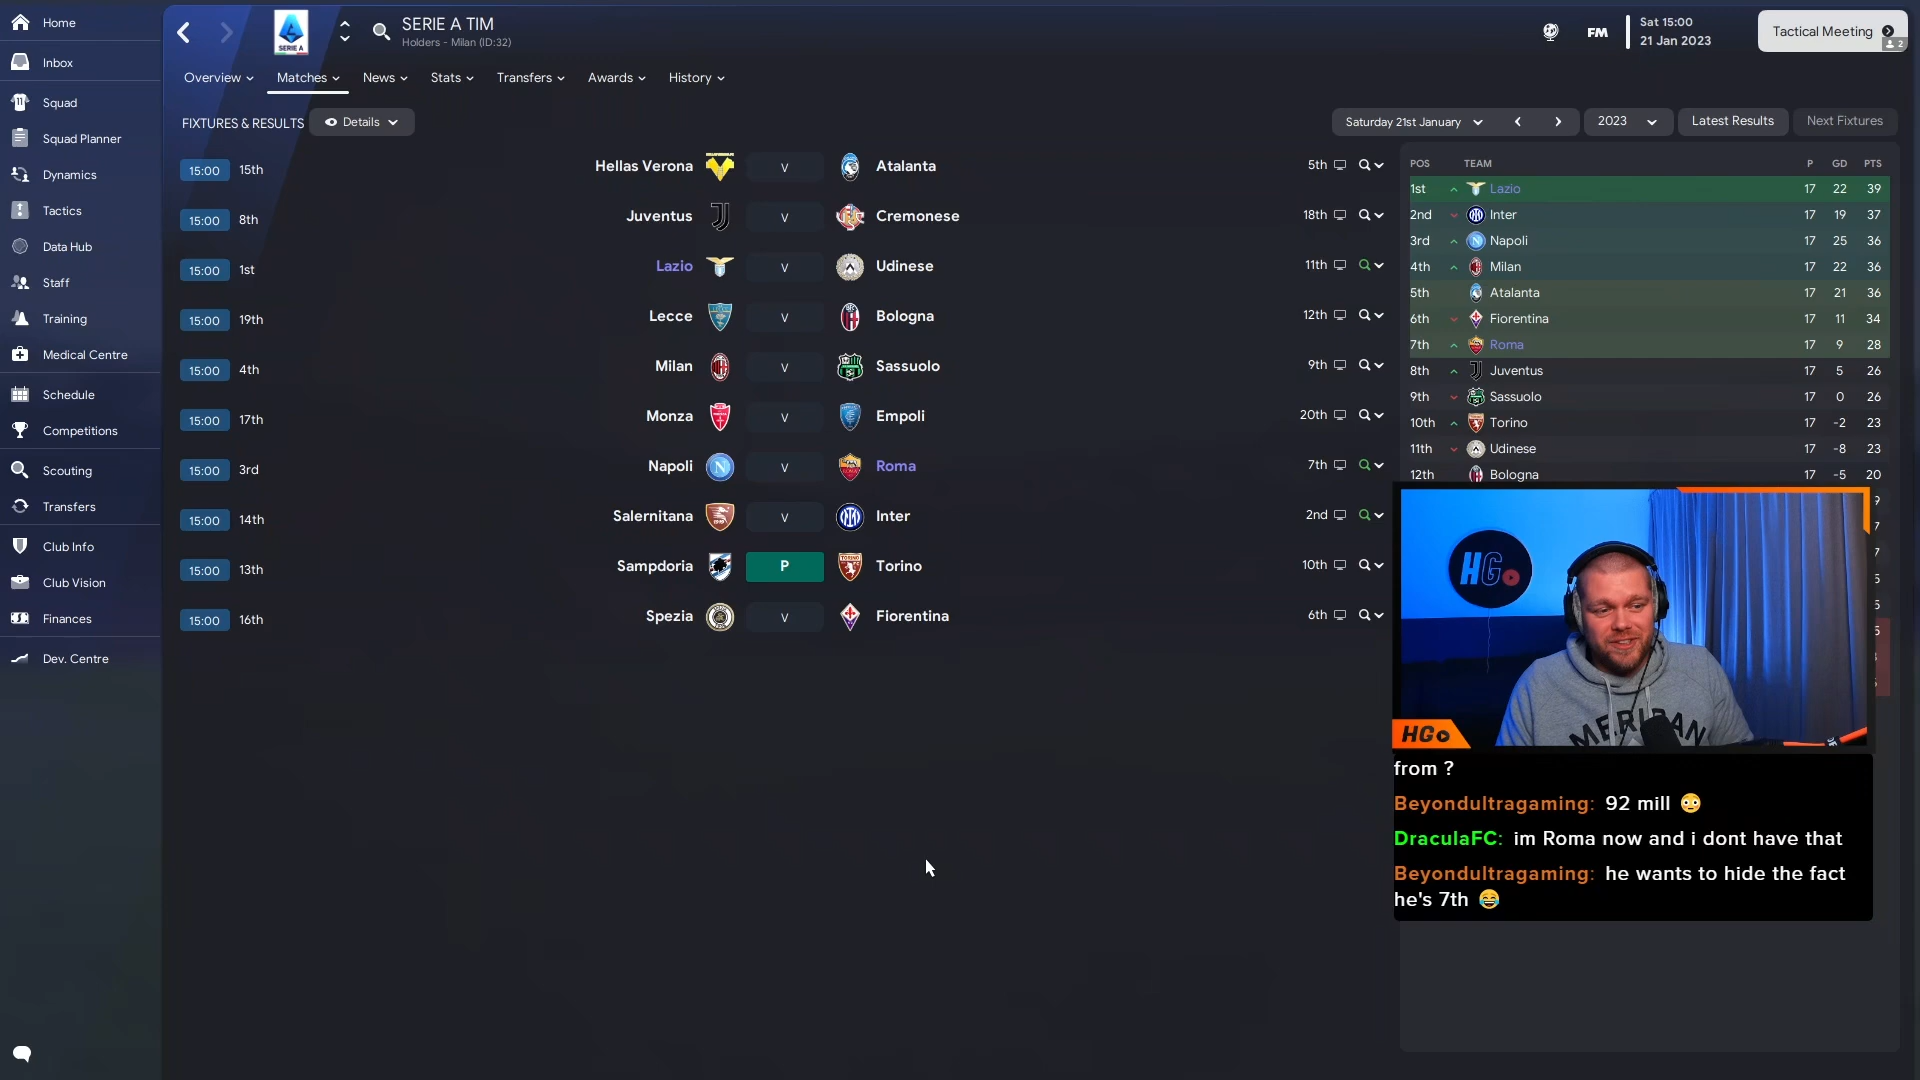 Home
Inbox
Squad
Squad Planner
Dynamics
Tactics
Data Hub
Staff
Training
Medical Centre
Schedule
Competitions
Scouting
Transfers
Club Info
Club Vision
Finances
Dev. Centre
SERIE A
SERIE A TIM
Holders - Milan (ID:32)
FM
Sat 15:00
21 Jan 2023
Tactical Meeting
2
Overview Matches News Stats Transfers Awards History
FIXTURES & RESULTS Details
Saturday 21st January 2023 Latest Results Next Fixtures
15:00 15th Hellas Verona v Atalanta 5th
15:00 8th Juventus v Cremonese 18th
15:00 1st Lazio v Udinese 11th
15:00 19th Lecce v Bologna 12th
15:00 4th Milan v Sassuolo 9th
15:00 17th Monza v Empoli 20th
15:00 3rd Napoli v Roma 7th
15:00 14th Salernitana v Inter 2nd
15:00 13th Sampdoria P Torino 10th
15:00 16th Spezia v Fiorentina 6th
POS TEAM P GD PTS
1st Lazio 17 22 39
2nd Inter 17 19 37
3rd Napoli 17 25 36
4th Milan 17 22 36
5th Atalanta 17 21 36
6th Fiorentina 17 11 34
7th Roma 17 9 28
8th Juventus 17 5 26
9th Sassuolo 17 0 26
10th Torino 17 -2 23
11th Udinese 17 -8 23
12th Bologna 17 -5 20
HG
HG
from ?
Beyondultragaming: 92 mill 😳
DraculaFC: im Roma now and i dont have that
Beyondultragaming: he wants to hide the fact
he's 7th 😂